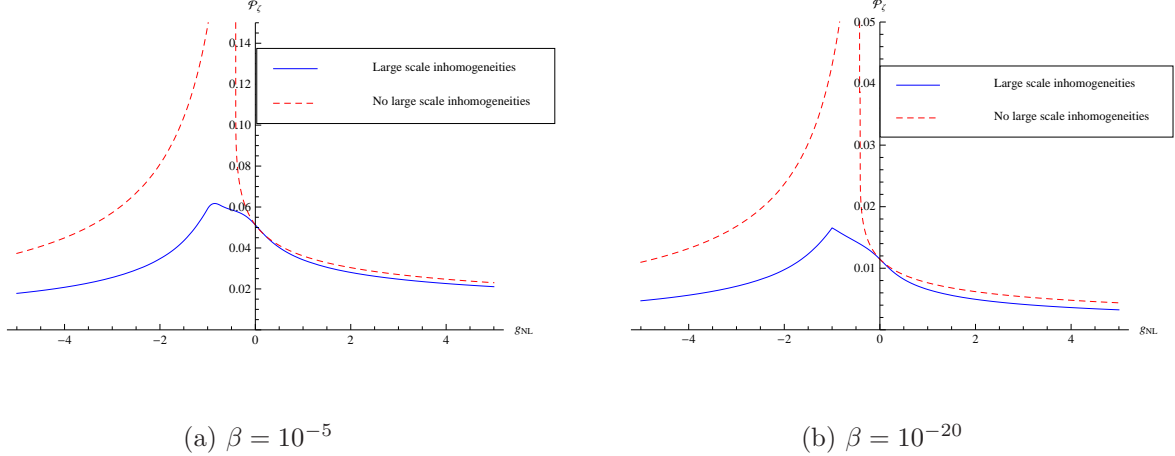 𝒫ζ
0.14
0.12
0.10
0.08
0.06
0.04
0.02
Large scale inhomogeneities
No large scale inhomogeneities
−4 −2 0 2 4 gNL
(a) β = 10−5
𝒫ζ
0.05
0.04
0.03
0.02
0.01
Large scale inhomogeneities
No large scale inhomogeneities
−4 −2 0 2 4 gNL
(b) β = 10−20